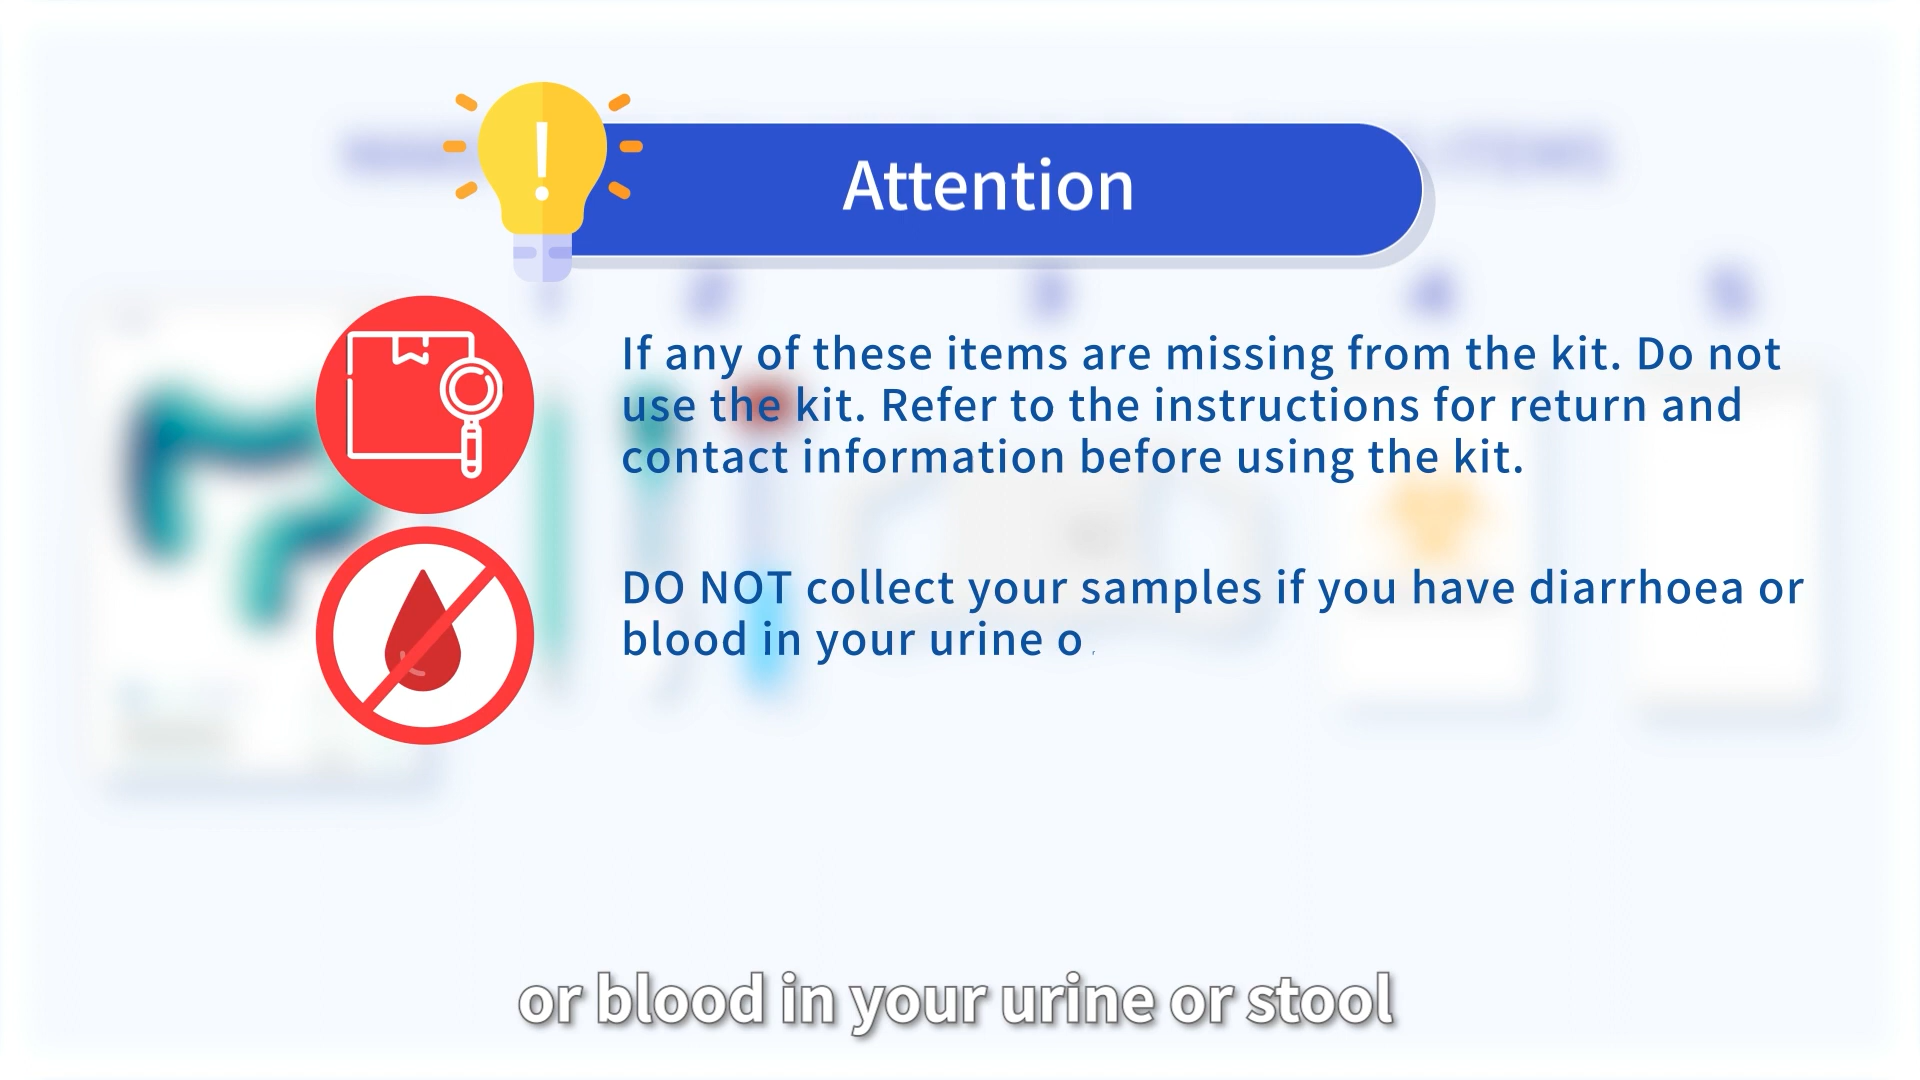 Attention
If any of these items are missing from the kit. Do not
use the kit. Refer to the instructions for return and
contact information before using the kit.
DO NOT collect your samples if you have diarrhoea or
blood in your urine o
or blood in your urine or stool